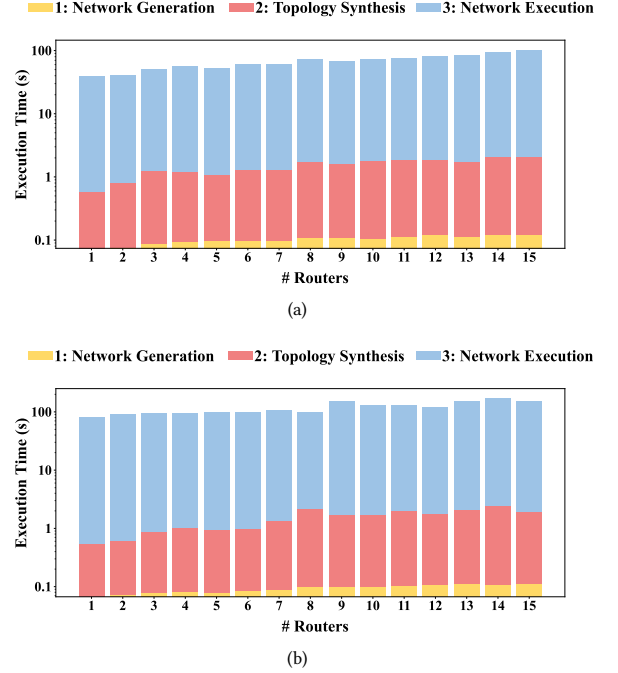 1: Network Generation 2: Topology Synthesis 3: Network Execution
Execution Time (s)
100
10
1
0.1
1 2 3 4 5 6 7 8 9 10 11 12 13 14 15
# Routers
(a)
1: Network Generation 2: Topology Synthesis 3: Network Execution
Execution Time (s)
100
10
1
0.1
1 2 3 4 5 6 7 8 9 10 11 12 13 14 15
# Routers
(b)